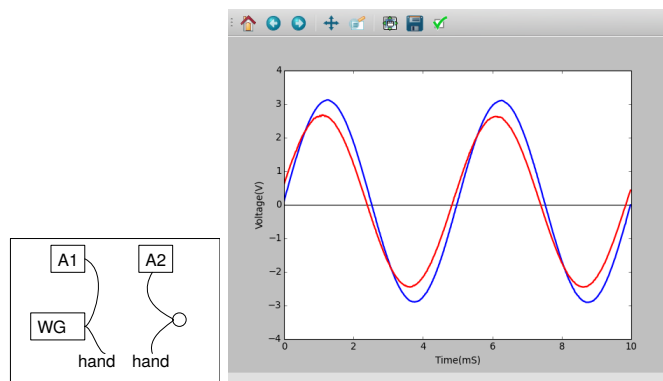 A1 A2
WG
hand hand
4
3
2
1
0
−1
−2
−3
−4
Voltage(V)
0 2 4 6 8 10
Time(mS)